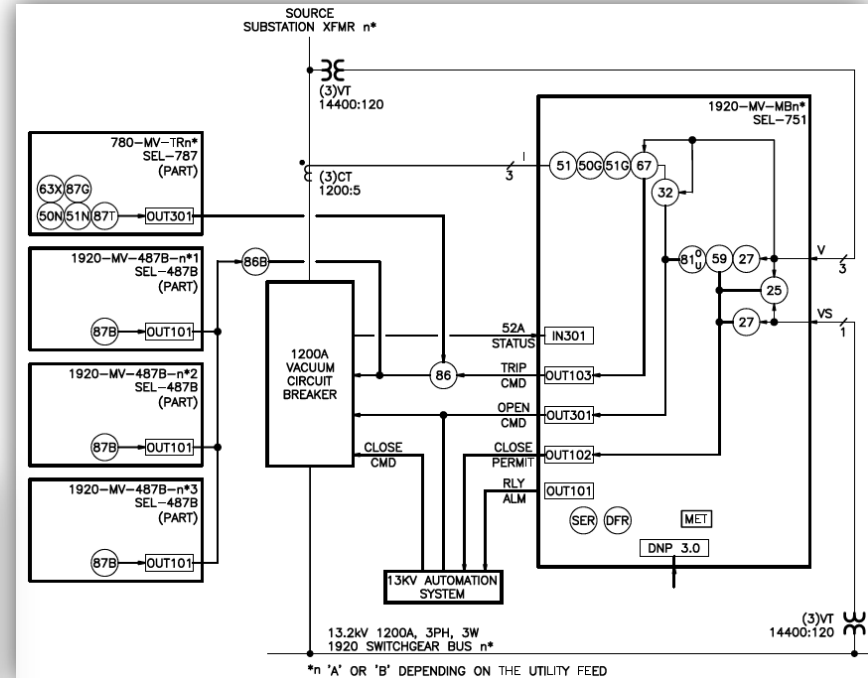 SOURCE
SUBSTATION XFMR n*
(3)VT
14400:120
1920-MV-MBn*
SEL-751
780-MV-TRn*
SEL-787
(PART)
63X 87G
50N 51N 87T OUT301
I
3
(3)CT
1200:5
51 50G 51G 67
32
1920-MV-487B-n*1
SEL-487B
(PART)
86B
87B OUT101
81 O U 59 27
V
3
25
27
VS
1
1920-MV-487B-n*2
SEL-487B
(PART)
87B OUT101
1200A
VACUUM
CIRCUIT
BREAKER
52A
STATUS
IN301
86
TRIP
CMD
OUT103
OPEN
CMD
OUT301
CLOSE
CMD
CLOSE
PERMIT
OUT102
RLY
ALM
OUT101
1920-MV-487B-n*3
SEL-487B
(PART)
87B OUT101
SER DFR MET
DNP 3.0
13KV AUTOMATION
SYSTEM
(3)VT
14400:120
13.2kV 1200A, 3PH, 3W
1920 SWITCHGEAR BUS n*
*n 'A' OR 'B' DEPENDING ON THE UTILITY FEED